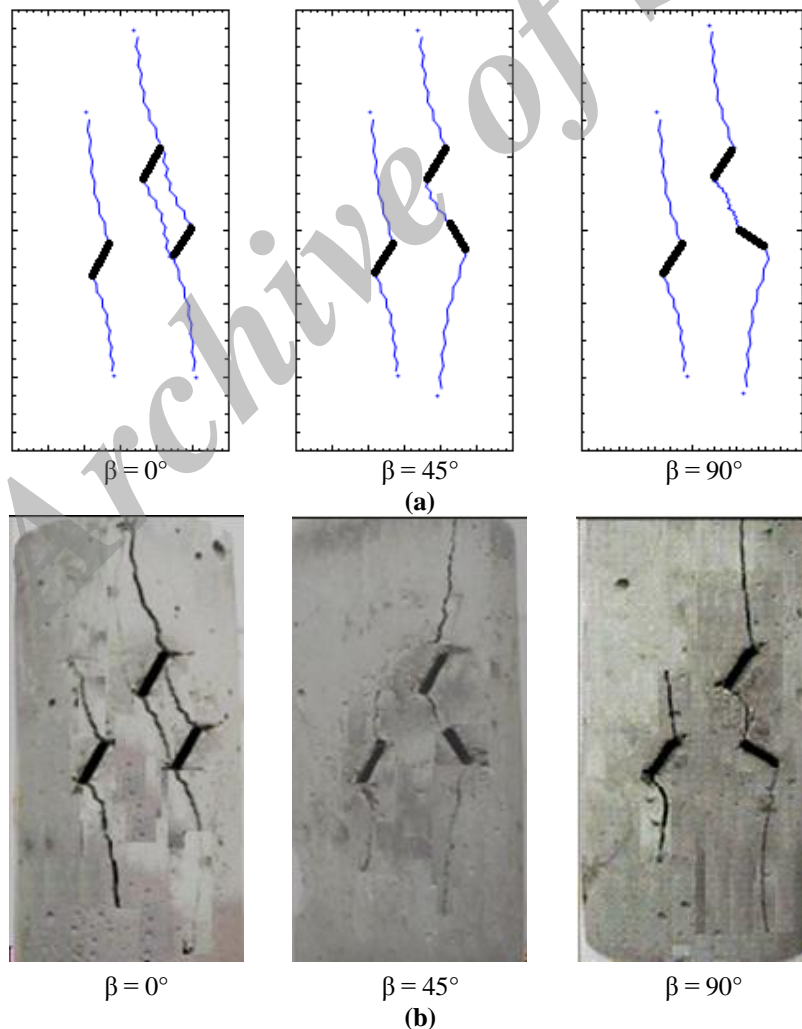 Archive of
β = 0° β = 45° β = 90°
(a)
β = 0° β = 45° β = 90°
(b)